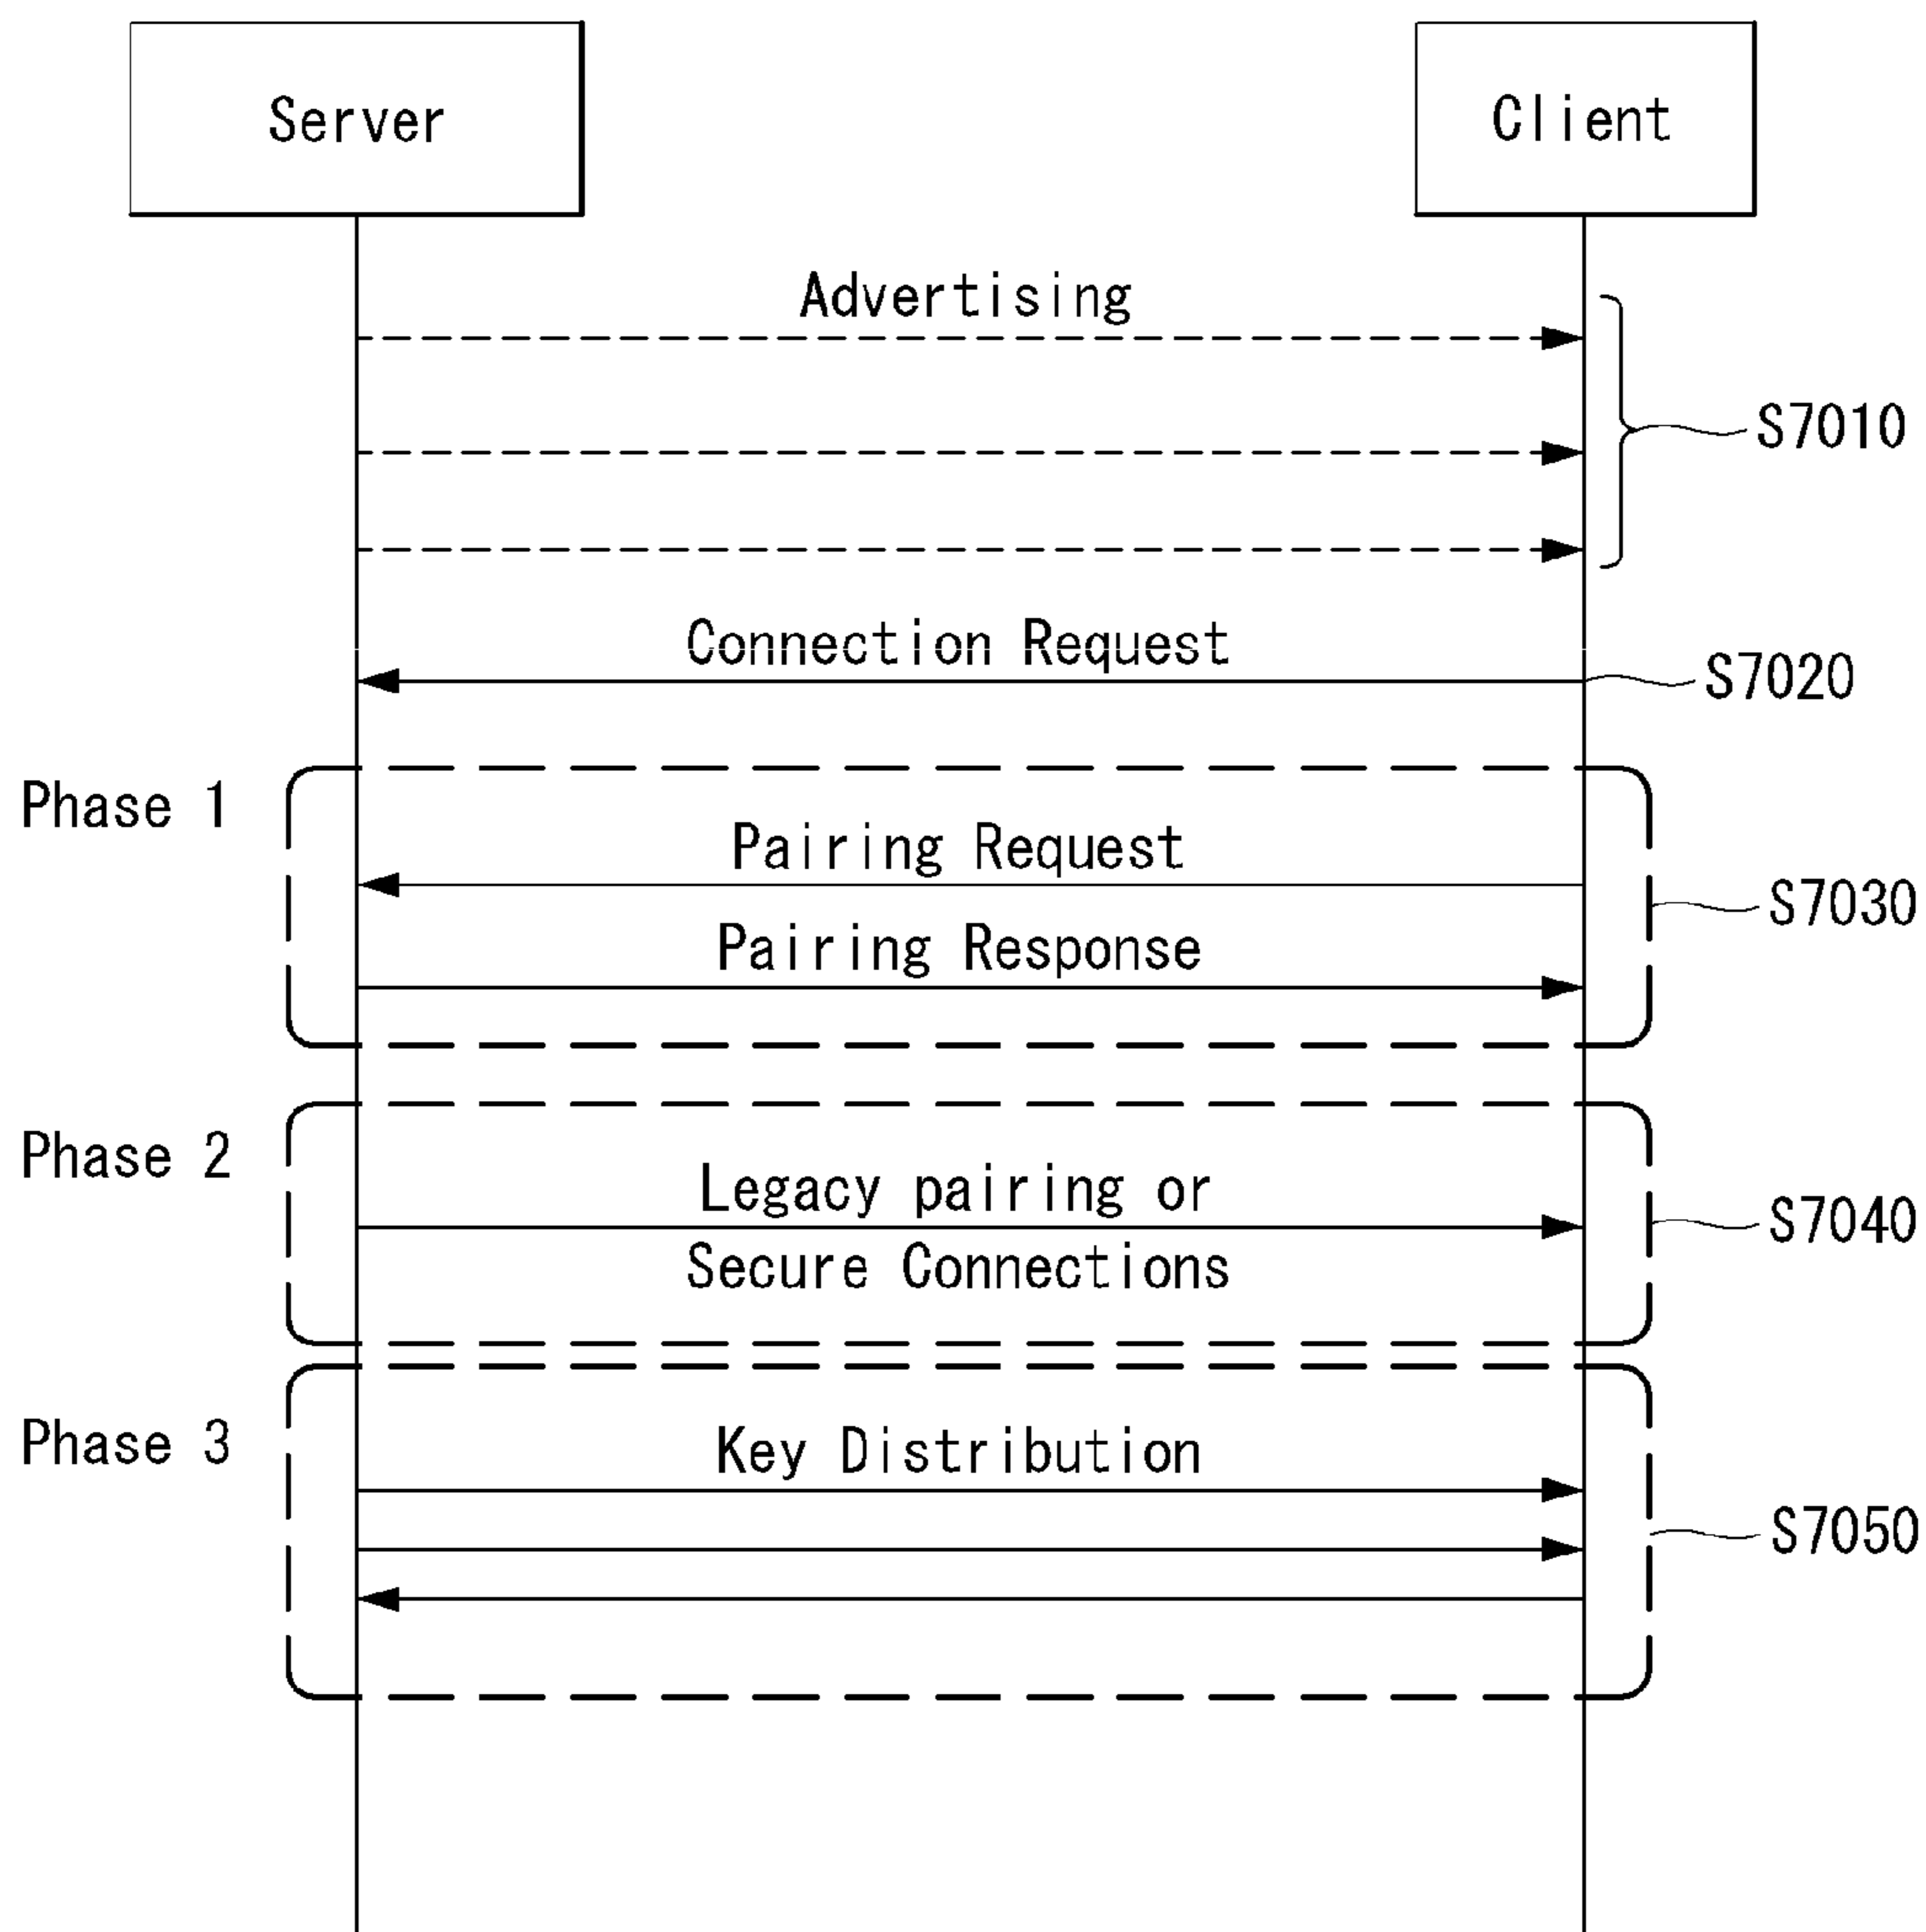 Server
Client
Advertising
S7010
Connection Request
S7020
Phase 1
Pairing Request
S7030
Pairing Response
Phase 2
Legacy pairing or
S7040
Secure Connections
Phase 3
Key Distribution
S7050